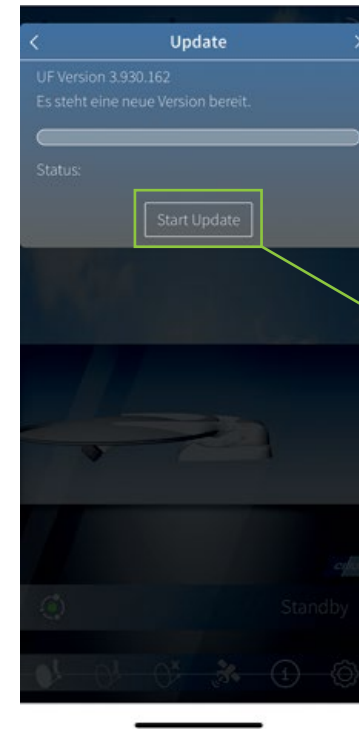 Update
UF Version 3.930.162
Es steht eine neue Version bereit.
Status:
Start Update
Standby